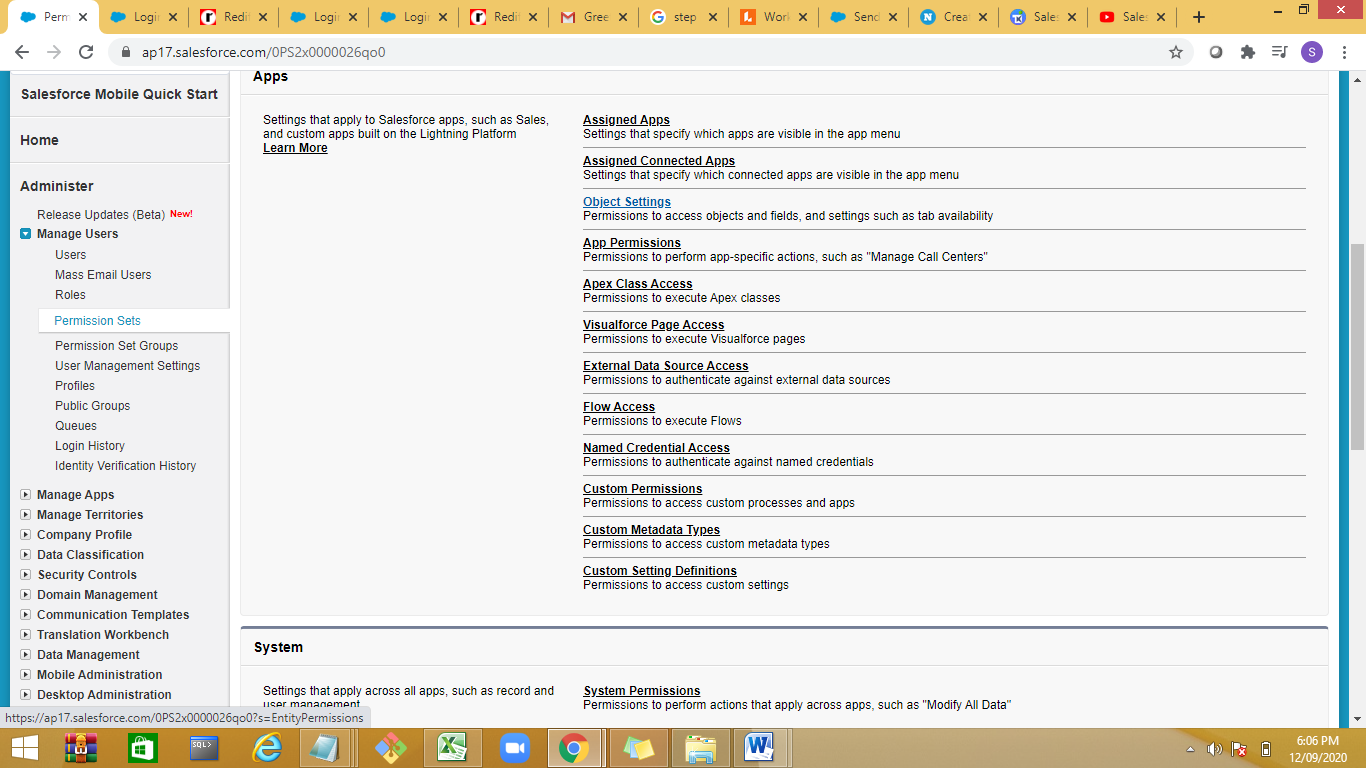 Perm
Login
Redif
Login
Login
Redif
Gree
step
Work
Send
Creat
Sales
Sales
ap17.salesforce.com/0PS2x0000026qo0
S
Salesforce Mobile Quick Start
Home
Administer
Release Updates (Beta) New!
Manage Users
Users
Mass Email Users
Roles
Permission Sets
Permission Set Groups
User Management Settings
Profiles
Public Groups
Queues
Login History
Identity Verification History
Manage Apps
Manage Territories
Company Profile
Data Classification
Security Controls
Domain Management
Communication Templates
Translation Workbench
Data Management
Mobile Administration
Desktop Administration
Apps
Settings that apply to Salesforce apps, such as Sales,
and custom apps built on the Lightning Platform
Learn More
Assigned Apps
Settings that specify which apps are visible in the app menu
Assigned Connected Apps
Settings that specify which connected apps are visible in the app menu
Object Settings
Permissions to access objects and fields, and settings such as tab availability
App Permissions
Permissions to perform app-specific actions, such as "Manage Call Centers"
Apex Class Access
Permissions to execute Apex classes
Visualforce Page Access
Permissions to execute Visualforce pages
External Data Source Access
Permissions to authenticate against external data sources
Flow Access
Permissions to execute Flows
Named Credential Access
Permissions to authenticate against named credentials
Custom Permissions
Permissions to access custom processes and apps
Custom Metadata Types
Permissions to access custom metadata types
Custom Setting Definitions
Permissions to access custom settings
System
Settings that apply across all apps, such as record and
user management
System Permissions
Permissions to perform actions that apply across apps, such as "Modify All Data"
https://ap17.salesforce.com/0PS2x0000026qo0?s=EntityPermissions
SQL>
6:06 PM
12/09/2020